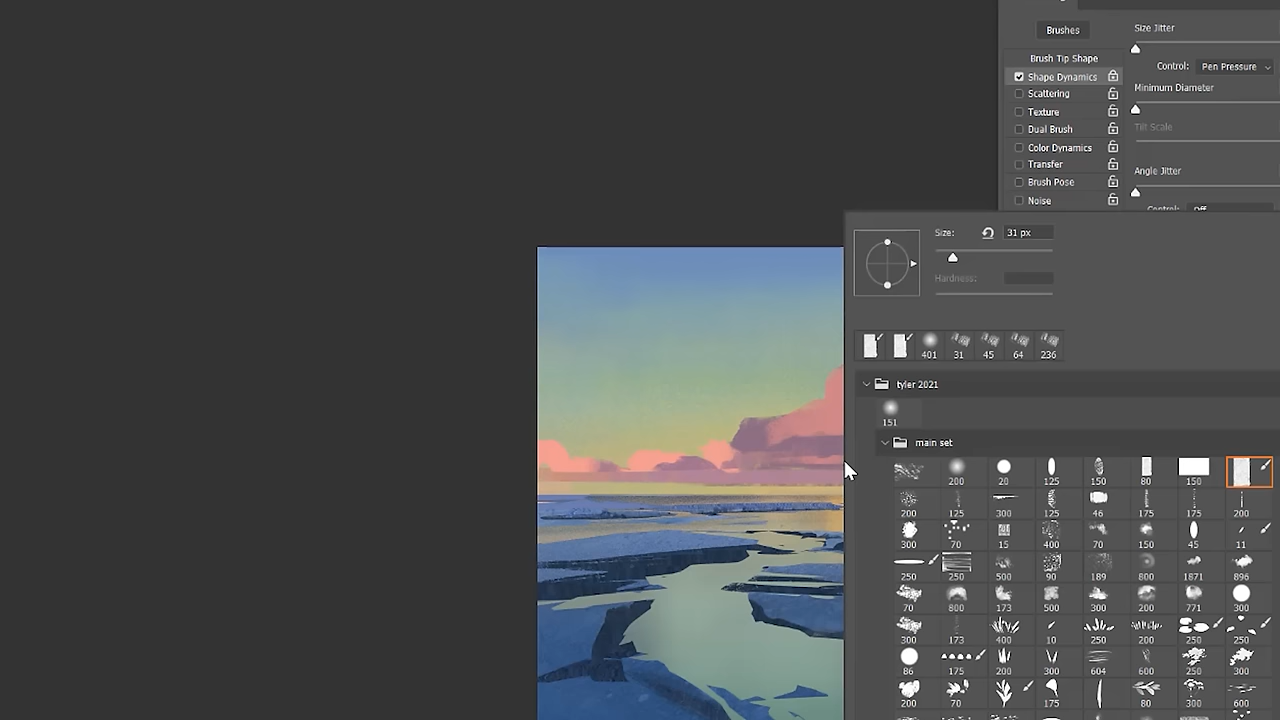 Brushes
Size Jitter
Brush Tip Shape
Control: Pen Pressure
Shape Dynamics
Minimum Diameter
Scattering
Texture
Tilt Scale
Dual Brush
Color Dynamics
Transfer
Angle Jitter
Brush Pose
Noise
Control: Off
Size: 31 px
Hardness:
401 31 45 64 236
tyler 2021
151
main set
200 20 125 150 80 150
200 125 300 125 46 175 175 200
300 70 15 400 70 150 45 11
250 250 500 90 189 800 1871 896
70 800 173 500 300 200 771 300
300 173 400 10 250 200 250 250
86 175 200 300 604 600 250 300
200 70 175 80 300 600